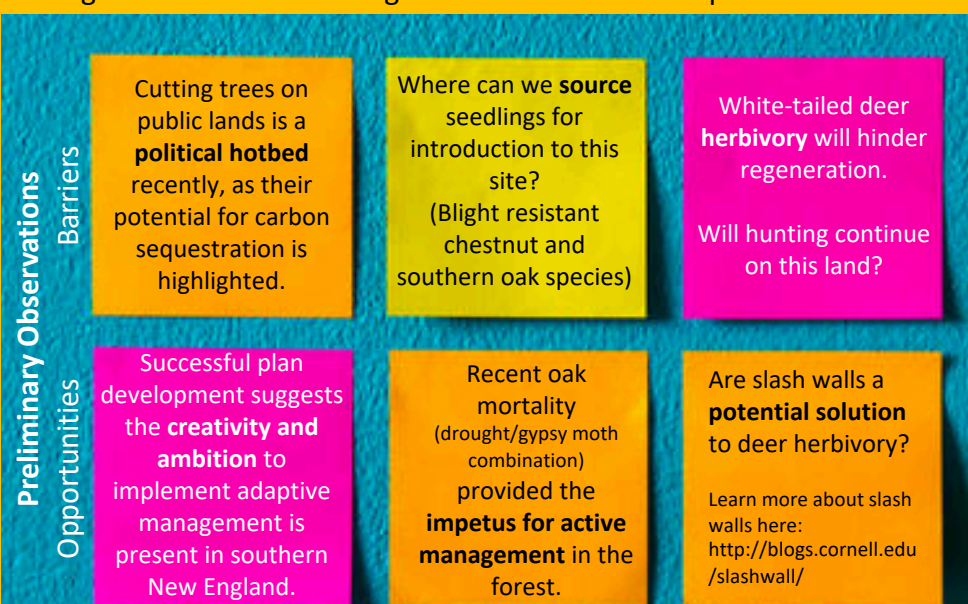 Preliminary Observations
Barriers
Cutting trees on
public lands is a
political hotbed
recently, as their
potential for carbon
sequestration is
highlighted.
Where can we source
seedlings for
introduction to this
site?
(Blight resistant
chestnut and
southern oak species)
White-tailed deer
herbivory will hinder
regeneration.
Will hunting continue
on this land?
Opportunities
Successful plan
development suggests
the creativity and
ambition to
implement adaptive
management is
present in southern
New England.
Recent oak
mortality
(drought/gypsy moth
combination)
provided the
impetus for active
management in the
forest.
Are slash walls a
potential solution
to deer herbivory?
Learn more about slash
walls here:
http://blogs.cornell.edu
/slashwall/